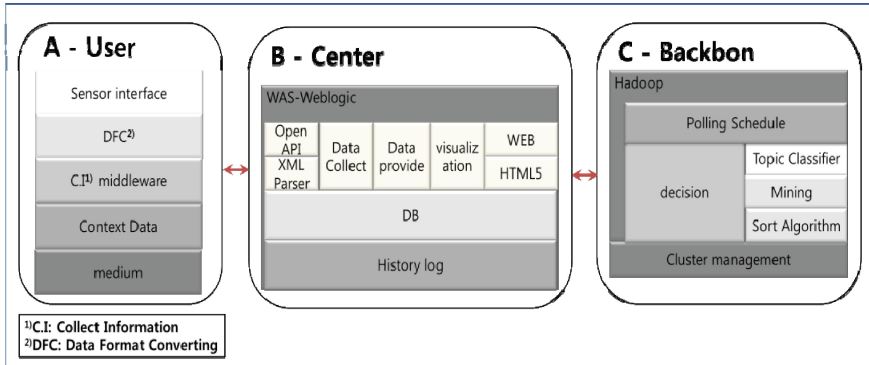 A - User
Sensor interface
DFC²⁾
C.I¹⁾ middleware
Context Data
medium
¹⁾C.I: Collect Information
²⁾DFC: Data Format Converting
B - Center
WAS-Weblogic
Open
API
XML
Parser
Data
Collect
Data
provide
visualiz
ation
WEB
HTML5
DB
History log
C - Backbon
Hadoop
Polling Schedule
decision
Topic Classifier
Mining
Sort Algorithm
Cluster management